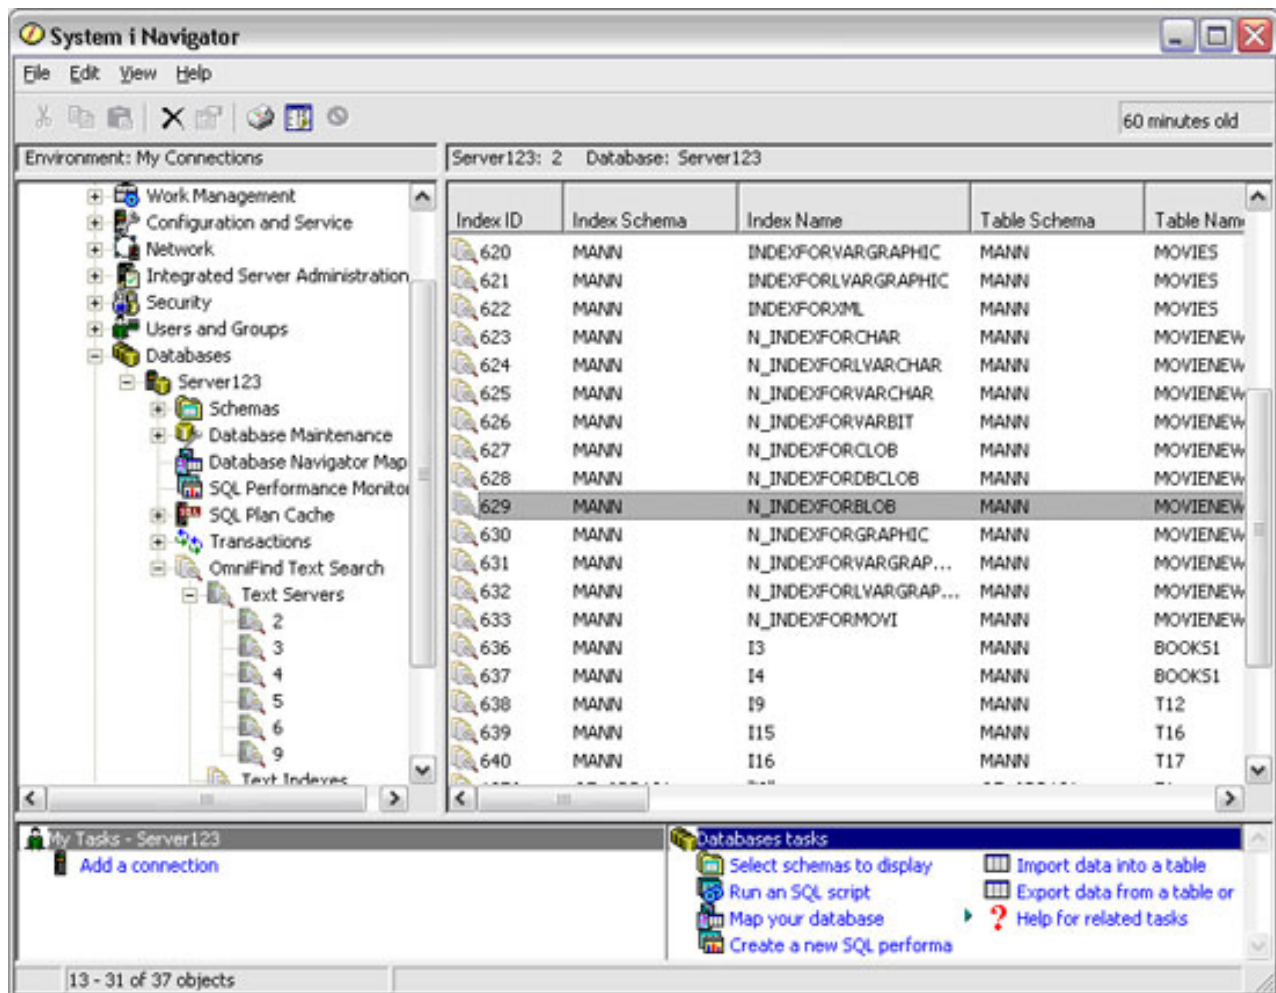 System i Navigator
File Edit View Help
60 minutes old
Environment: My Connections
Server123: 2 Database: Server123
Work Management
Configuration and Service
Network
Integrated Server Administration
Security
Users and Groups
Databases
Server123
Schemas
Database Maintenance
Database Navigator Map
SQL Performance Monitor
SQL Plan Cache
Transactions
OmniFind Text Search
Text Servers
2
3
4
5
6
9
Text Indexes
Index ID Index Schema Index Name Table Schema Table Name
620 MANN INDEXFORVARGRAPHIC MANN MOVIES
621 MANN INDEXFORLVARGRAPHIC MANN MOVIES
622 MANN INDEXFORXML MANN MOVIES
623 MANN N_INDEXFORCHAR MANN MOVIENEW
624 MANN N_INDEXFORLVARCHAR MANN MOVIENEW
625 MANN N_INDEXFORVARCHAR MANN MOVIENEW
626 MANN N_INDEXFORVARBIT MANN MOVIENEW
627 MANN N_INDEXFORCLOB MANN MOVIENEW
628 MANN N_INDEXFORDBCLOB MANN MOVIENEW
629 MANN N_INDEXFORBLOB MANN MOVIENEW
630 MANN N_INDEXFORGRAPHIC MANN MOVIENEW
631 MANN N_INDEXFORVARGRAP... MANN MOVIENEW
632 MANN N_INDEXFORLVARGRAP... MANN MOVIENEW
633 MANN N_INDEXFORMOVI MANN MOVIENEW
636 MANN I3 MANN BOOKS1
637 MANN I4 MANN BOOKS1
638 MANN I9 MANN T12
639 MANN I15 MANN T16
640 MANN I16 MANN T17
My Tasks - Server123
Add a connection
Databases tasks
Select schemas to display
Run an SQL script
Map your database
Create a new SQL performa
Import data into a table
Export data from a table or
Help for related tasks
13 - 31 of 37 objects